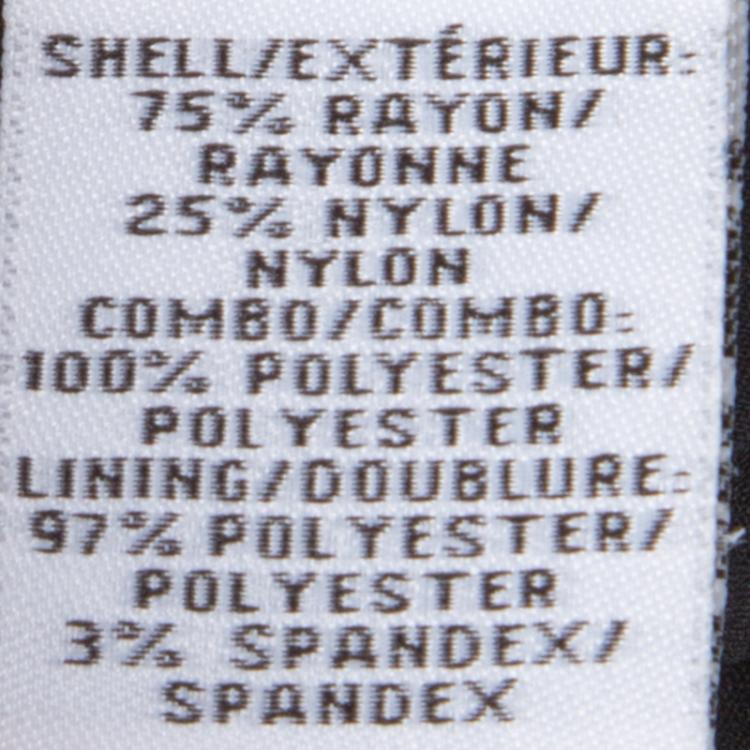 SHELL/EXTÉRIEUR:
75% RAYON/
RAYONNE
25% NYLON/
NYLON
COMBO/COMBO:
100% POLYESTER/
POLYESTER
LINING/DOUBLURE:
97% POLYESTER/
POLYESTER
3% SPANDEX/
SPANDEX